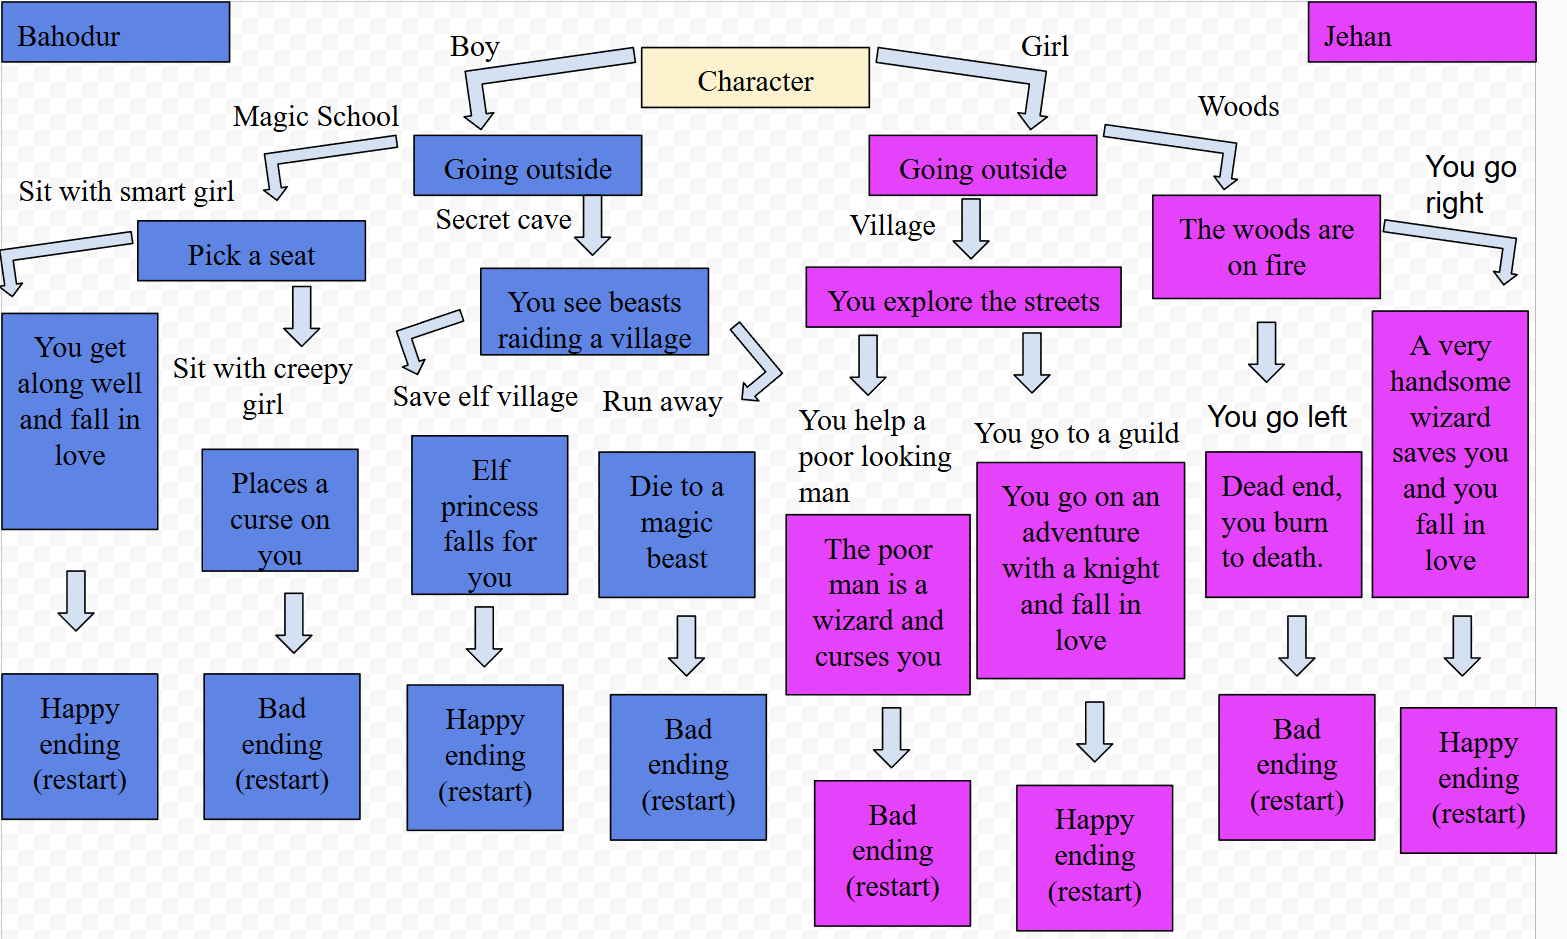 Bahodur
Jehan
Boy
Girl
Character
Magic School
Woods
Going outside
Going outside
You go
right
Sit with smart girl
Secret cave
Village
Pick a seat
The woods are
on fire
You see beasts
raiding a village
You explore the streets
You get
along well
and fall in
love
Sit with creepy
girl
Save elf village
Run away
You help a
poor looking
man
You go to a guild
You go left
A very
handsome
wizard
saves you
and you
fall in
love
Places a
curse on
you
Elf
princess
falls for
you
Die to a
magic
beast
The poor
man is a
wizard and
curses you
You go on an
adventure
with a knight
and fall in
love
Dead end,
you burn
to death.
Happy
ending
(restart)
Bad
ending
(restart)
Happy
ending
(restart)
Bad
ending
(restart)
Bad
ending
(restart)
Happy
ending
(restart)
Bad
ending
(restart)
Happy
ending
(restart)